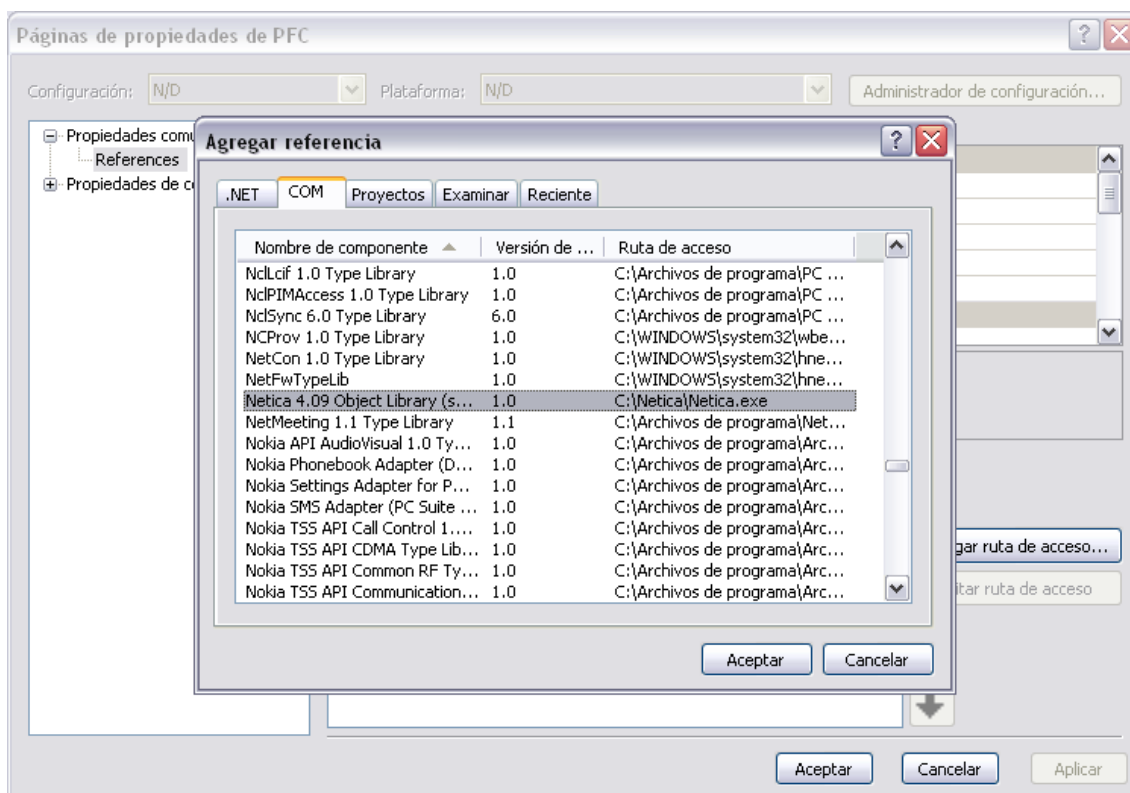 Páginas de propiedades de PFC
Configuración: N/D Plataforma: N/D Administrador de configuración...
Propiedades comu
References
Propiedades de c
Agregar referencia
.NET COM Proyectos Examinar Reciente
Nombre de componente Versión de ... Ruta de acceso
NclLcif 1.0 Type Library 1.0 C:\Archivos de programa\PC ...
NclPIMAccess 1.0 Type Library 1.0 C:\Archivos de programa\PC ...
NclSync 6.0 Type Library 6.0 C:\Archivos de programa\PC ...
NCProv 1.0 Type Library 1.0 C:\WINDOWS\system32\wbe...
NetCon 1.0 Type Library 1.0 C:\WINDOWS\system32\hne...
NetFwTypeLib 1.0 C:\WINDOWS\system32\hne...
Netica 4.09 Object Library (s... 1.0 C:\Netica\Netica.exe
NetMeeting 1.1 Type Library 1.1 C:\Archivos de programa\Net...
Nokia API AudioVisual 1.0 Ty... 1.0 C:\Archivos de programa\Arc...
Nokia Phonebook Adapter (D... 1.0 C:\Archivos de programa\Arc...
Nokia Settings Adapter for P... 1.0 C:\Archivos de programa\Arc...
Nokia SMS Adapter (PC Suite ... 1.0 C:\Archivos de programa\Arc...
Nokia TSS API Call Control 1.... 1.0 C:\Archivos de programa\Arc...
Nokia TSS API CDMA Type Lib... 1.0 C:\Archivos de programa\Arc...
Nokia TSS API Common RF Ty... 1.0 C:\Archivos de programa\Arc...
Nokia TSS API Communication... 1.0 C:\Archivos de programa\Arc...
gar ruta de acceso...
itar ruta de acceso
Aceptar Cancelar
Aceptar Cancelar Aplicar